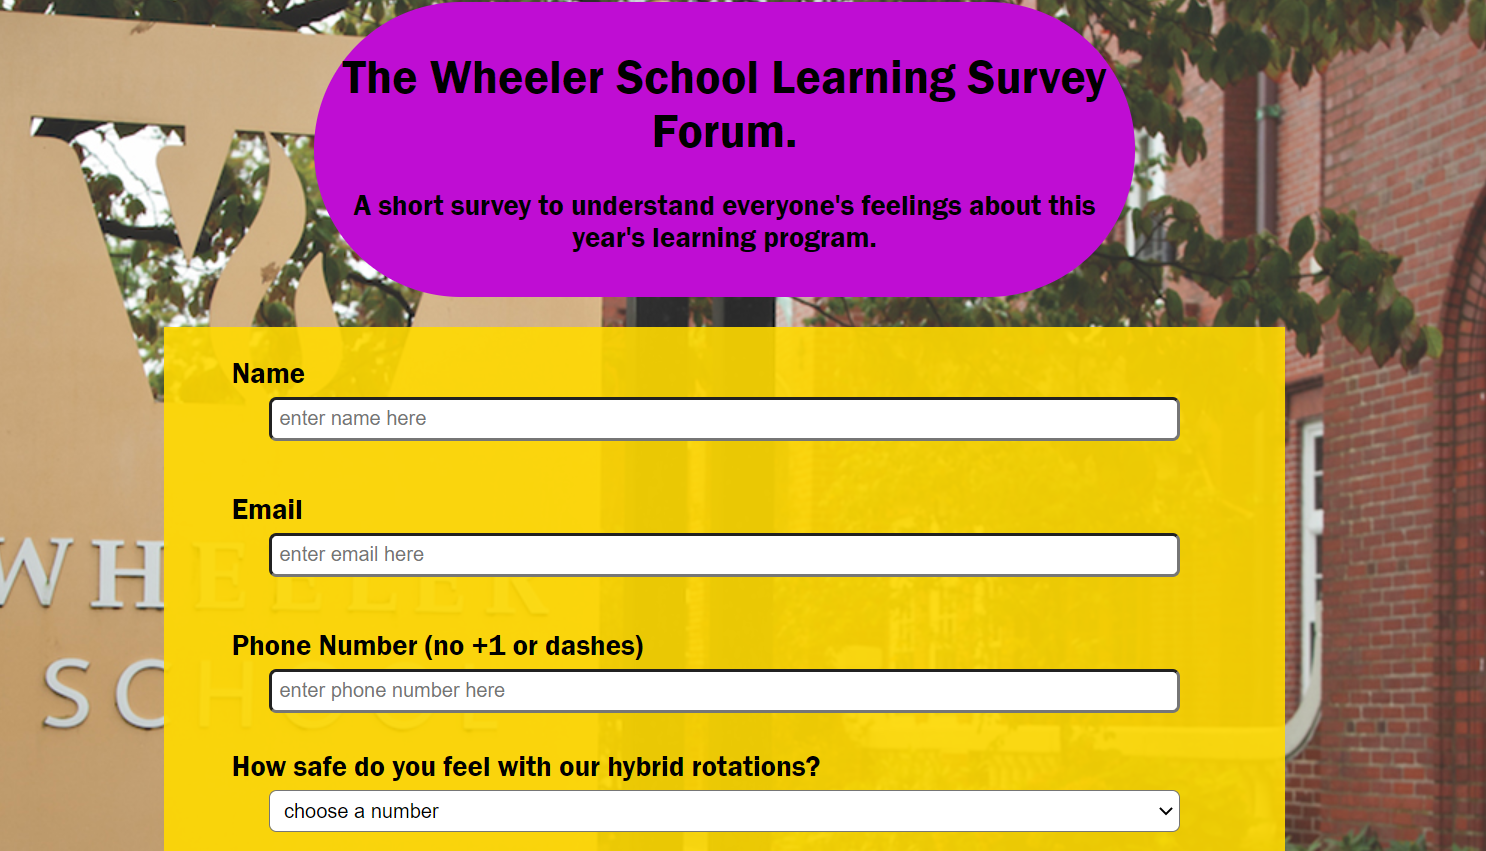 The Wheeler School Learning Survey
Forum.
A short survey to understand everyone's feelings about this
year's learning program.
Name
enter name here
Email
enter email here
WHEELER
Phone Number (no +1 or dashes)
enter phone number here
SCHOOL
How safe do you feel with our hybrid rotations?
choose a number